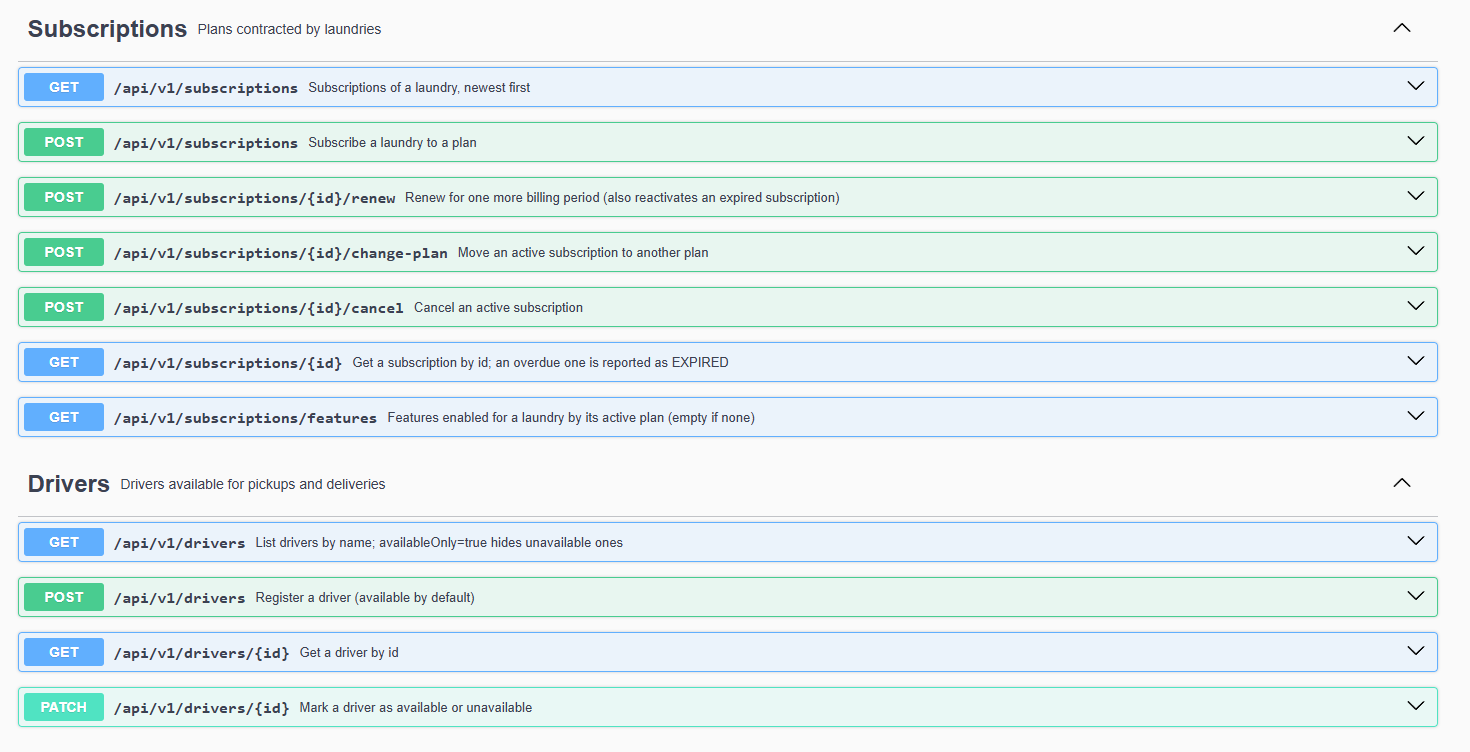 Subscriptions Plans contracted by laundries
GET /api/v1/subscriptions Subscriptions of a laundry, newest first
POST /api/v1/subscriptions Subscribe a laundry to a plan
POST /api/v1/subscriptions/{id}/renew Renew for one more billing period (also reactivates an expired subscription)
POST /api/v1/subscriptions/{id}/change-plan Move an active subscription to another plan
POST /api/v1/subscriptions/{id}/cancel Cancel an active subscription
GET /api/v1/subscriptions/{id} Get a subscription by id; an overdue one is reported as EXPIRED
GET /api/v1/subscriptions/features Features enabled for a laundry by its active plan (empty if none)
Drivers Drivers available for pickups and deliveries
GET /api/v1/drivers List drivers by name; availableOnly=true hides unavailable ones
POST /api/v1/drivers Register a driver (available by default)
GET /api/v1/drivers/{id} Get a driver by id
PATCH /api/v1/drivers/{id} Mark a driver as available or unavailable